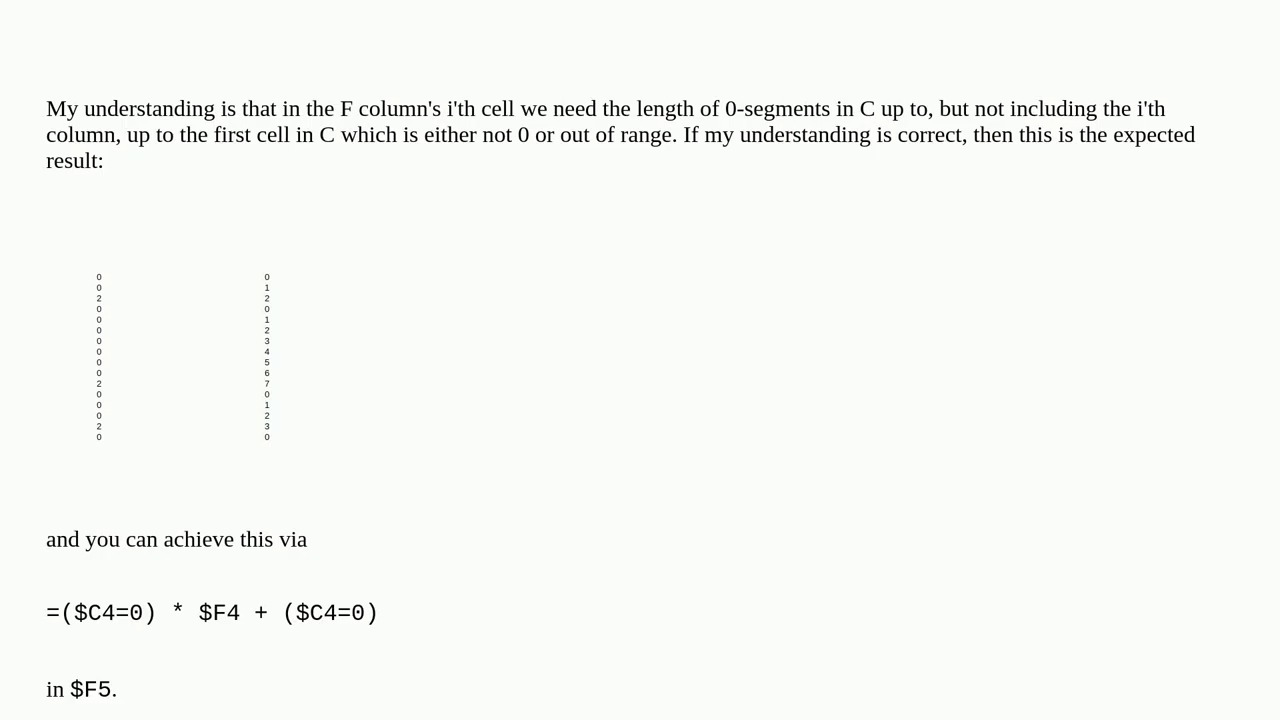 My understanding is that in the F column's i'th cell we need the length of 0-segments in C up to, but not including the i'th
column, up to the first cell in C which is either not 0 or out of range. If my understanding is correct, then this is the expected
result:
0 0
0 1
2 2
0 0
0 1
0 2
0 3
0 4
0 5
0 6
2 7
0 0
0 1
0 2
2 3
0 0
and you can achieve this via
=($C4=0) * $F4 + ($C4=0)
in $F5.